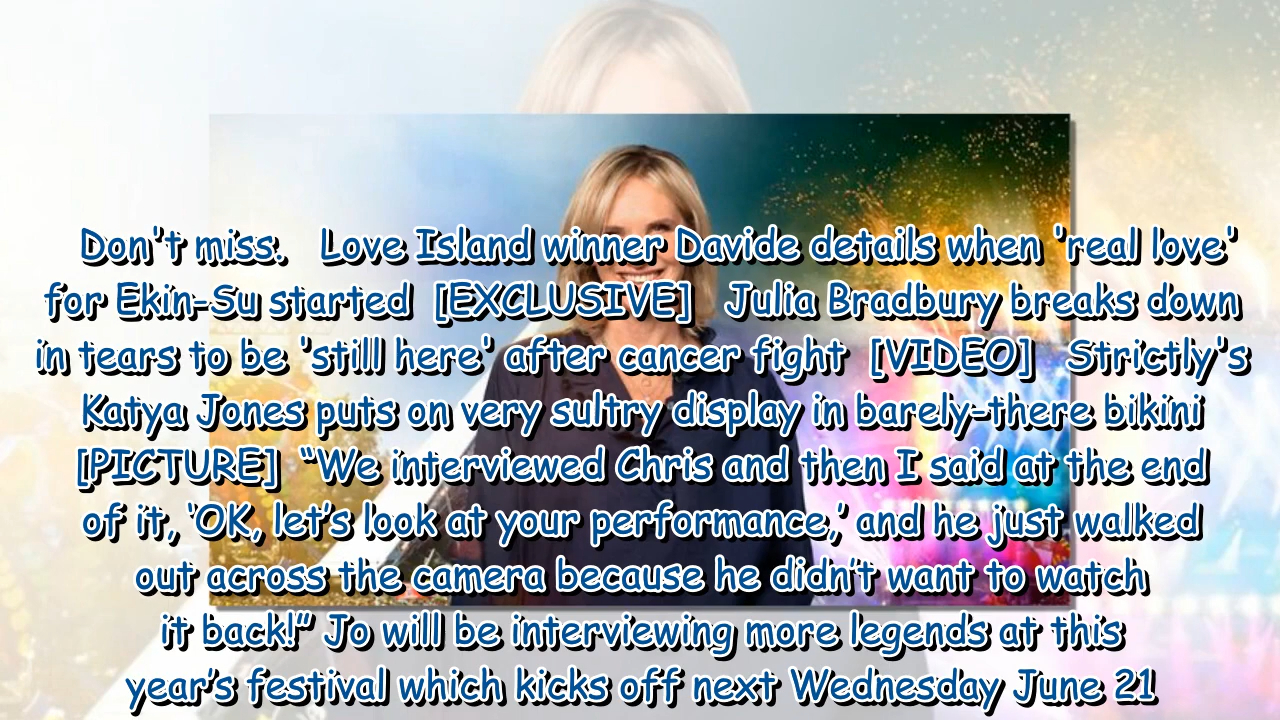 Don't miss. Love Island winner Davide details when 'real love'
for Ekin-Su started [EXCLUSIVE] Julia Bradbury breaks down
in tears to be 'still here' after cancer fight [VIDEO] Strictly's
Katya Jones puts on very sultry display in barely-there bikini
[PICTURE] “We interviewed Chris and then I said at the end
of it, ‘OK, let’s look at your performance,’ and he just walked
out across the camera because he didn’t want to watch
it back!” Jo will be interviewing more legends at this
year’s festival which kicks off next Wednesday June 21